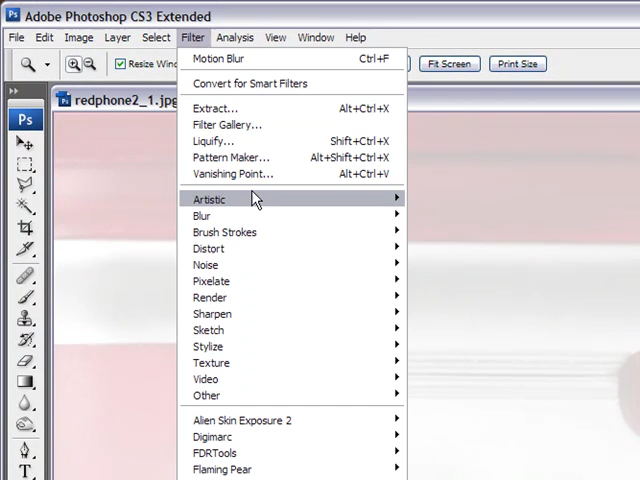 Ps Adobe Photoshop CS3 Extended
File Edit Image Layer Select Filter Analysis View Window Help
Resize Wind Fit Screen Print Size
Motion Blur Ctrl+F
Convert for Smart Filters
redphone2_1.jpg
Extract... Alt+Ctrl+X
Ps
Filter Gallery...
Liquify... Shift+Ctrl+X
Pattern Maker... Alt+Shift+Ctrl+X
Vanishing Point... Alt+Ctrl+V
Artistic
Blur
Brush Strokes
Distort
Noise
Pixelate
Render
Sharpen
Sketch
Stylize
Texture
Video
Other
Alien Skin Exposure 2
Digimarc
FDRTools
Flaming Pear
T